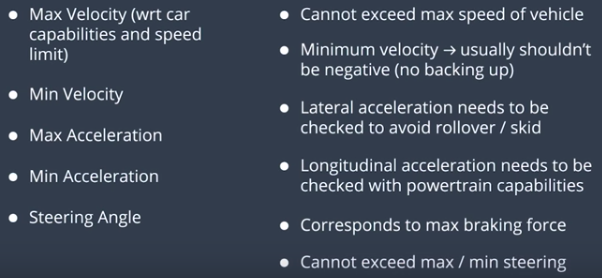 ● Max Velocity (wrt car
capabilities and speed
limit)
● Min Velocity
● Max Acceleration
● Min Acceleration
● Steering Angle
● Cannot exceed max speed of vehicle
● Minimum velocity → usually shouldn't
be negative (no backing up)
● Lateral acceleration needs to be
checked to avoid rollover / skid
● Longitudinal acceleration needs to be
checked with powertrain capabilities
● Corresponds to max braking force
● Cannot exceed max / min steering